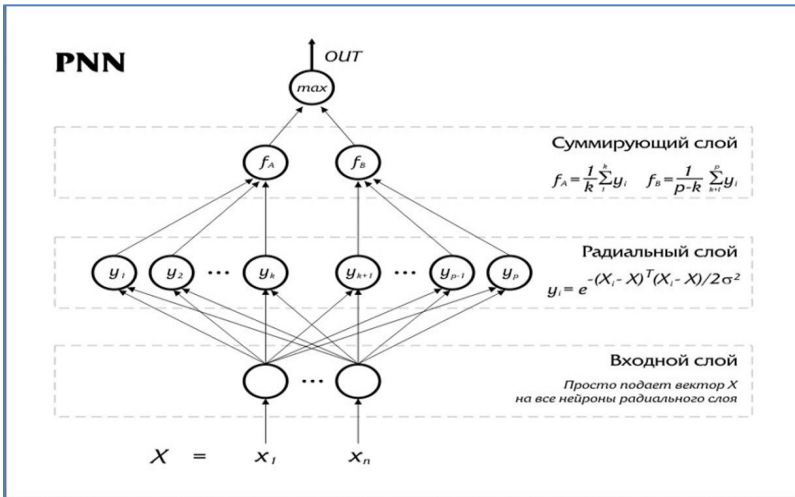 PNN
OUT
max
Суммирующий слой
f_A f_B
f_A = 1/k ∑_1^k y_i f_B = 1/p-k ∑_{k+1}^p y_i
Радиальный слой
y_1 y_2 ... y_k y_{k+1} ... y_{p-1} y_p
y_i = e^{-(X_i - X)^T (X_i - X)/2σ^2}
Входной слой
...
Просто подает вектор X
на все нейроны радиального слоя
X = x_1 x_n